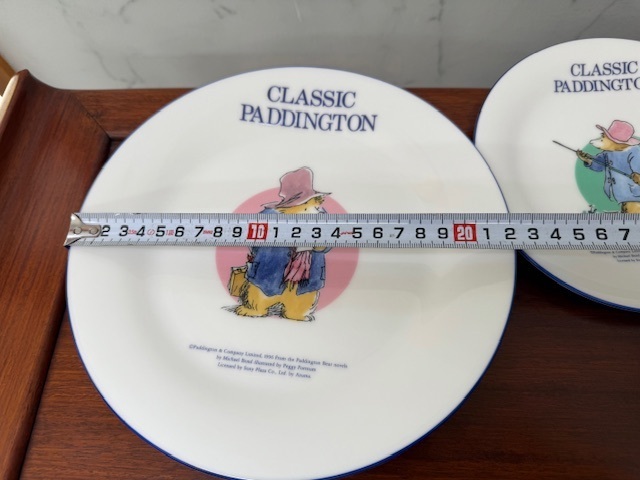 CLASSIC
PADDINGTON
CLASSIC
PADDINGTON
2 3 4 5 6 7 8 9 10 1 2 3 4 5 6 7 8 9 20 1 2 3 4 5 6 7
©Paddington & Company Limited, from the Paddington Bear novels
by Michael Bond illustrated by Peggy Fortnum
Licensed by Sony Plaza Co., Ltd